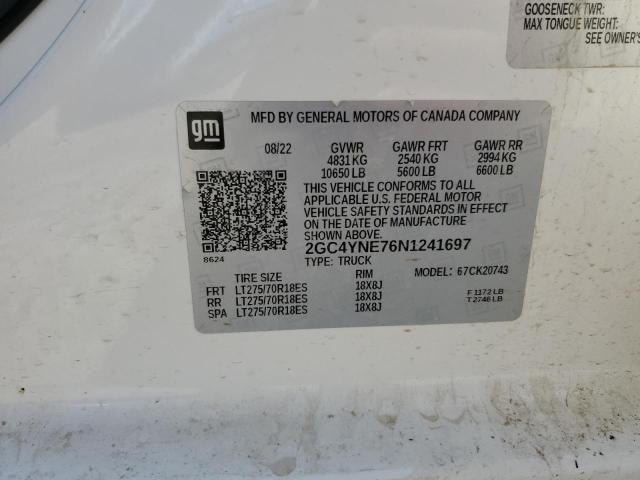 GOOSENECK TWR:
MAX TONGUE WEIGHT:
SEE OWNER'S
gm
MFD BY GENERAL MOTORS OF CANADA COMPANY
08/22 GVWR GAWR FRT GAWR RR
4831 KG 2540 KG 2994 KG
10650 LB 5600 LB 6600 LB
THIS VEHICLE CONFORMS TO ALL
APPLICABLE U.S. FEDERAL MOTOR
VEHICLE SAFETY STANDARDS IN EFFECT
ON THE DATE OF MANUFACTURE
8624
2GC4YNE76N1241697
TYPE: TRUCK MODEL: 67CK20743
TIRE SIZE RIM
FRT LT275/70R18ES 18X8J F 1172 LB
RR LT275/70R18ES 18X8J T 2746 LB
SPA LT275/70R18ES 18X8J